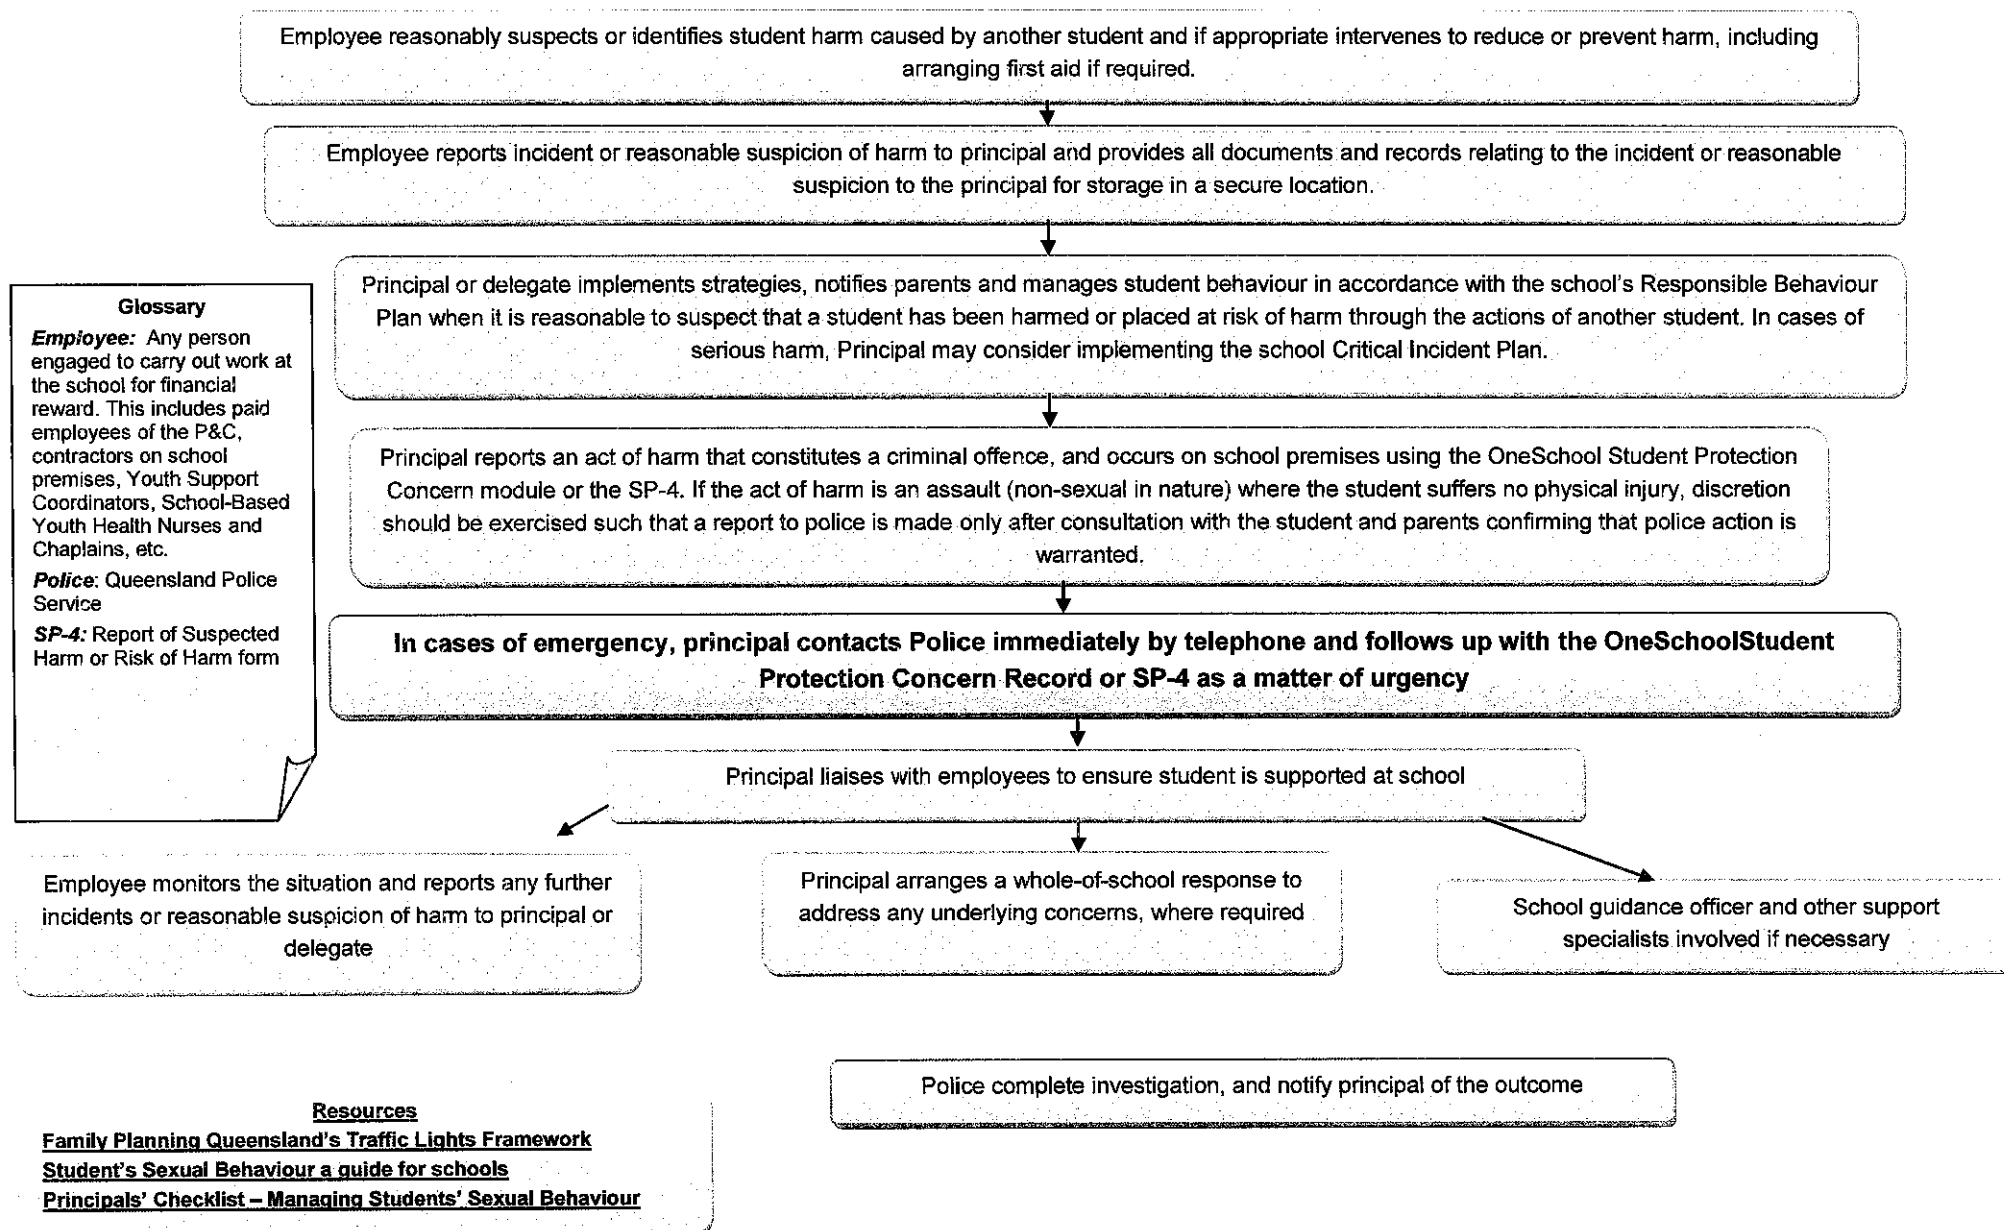 Employee reasonably suspects or identifies student harm caused by another student and if appropriate intervenes to reduce or prevent harm, including
arranging first aid if required.
Employee reports incident or reasonable suspicion of harm to principal and provides all documents and records relating to the incident or reasonable
suspicion to the principal for storage in a secure location.
Principal or delegate implements strategies, notifies parents and manages student behaviour in accordance with the school's Responsible Behaviour
Plan when it is reasonable to suspect that a student has been harmed or placed at risk of harm through the actions of another student. In cases of
serious harm, Principal may consider implementing the school Critical Incident Plan.
Glossary
Employee: Any person
engaged to carry out work at
the school for financial
reward. This includes paid
employees of the P&C,
contractors on school
premises, Youth Support
Coordinators, School-Based
Youth Health Nurses and
Chaplains, etc.
Police: Queensland Police
Service
SP-4: Report of Suspected
Harm or Risk of Harm form
Principal reports an act of harm that constitutes a criminal offence, and occurs on school premises using the OneSchool Student Protection
Concern module or the SP-4. If the act of harm is an assault (non-sexual in nature) where the student suffers no physical injury, discretion
should be exercised such that a report to police is made only after consultation with the student and parents confirming that police action is
warranted.
In cases of emergency, principal contacts Police immediately by telephone and follows up with the OneSchoolStudent
Protection Concern Record or SP-4 as a matter of urgency
Principal liaises with employees to ensure student is supported at school
Employee monitors the situation and reports any further
incidents or reasonable suspicion of harm to principal or
delegate
Principal arranges a whole-of-school response to
address any underlying concerns, where required
School guidance officer and other support
specialists involved if necessary
Police complete investigation, and notify principal of the outcome
Resources
Family Planning Queensland's Traffic Lights Framework
Student's Sexual Behaviour a guide for schools
Principals' Checklist – Managing Students' Sexual Behaviour